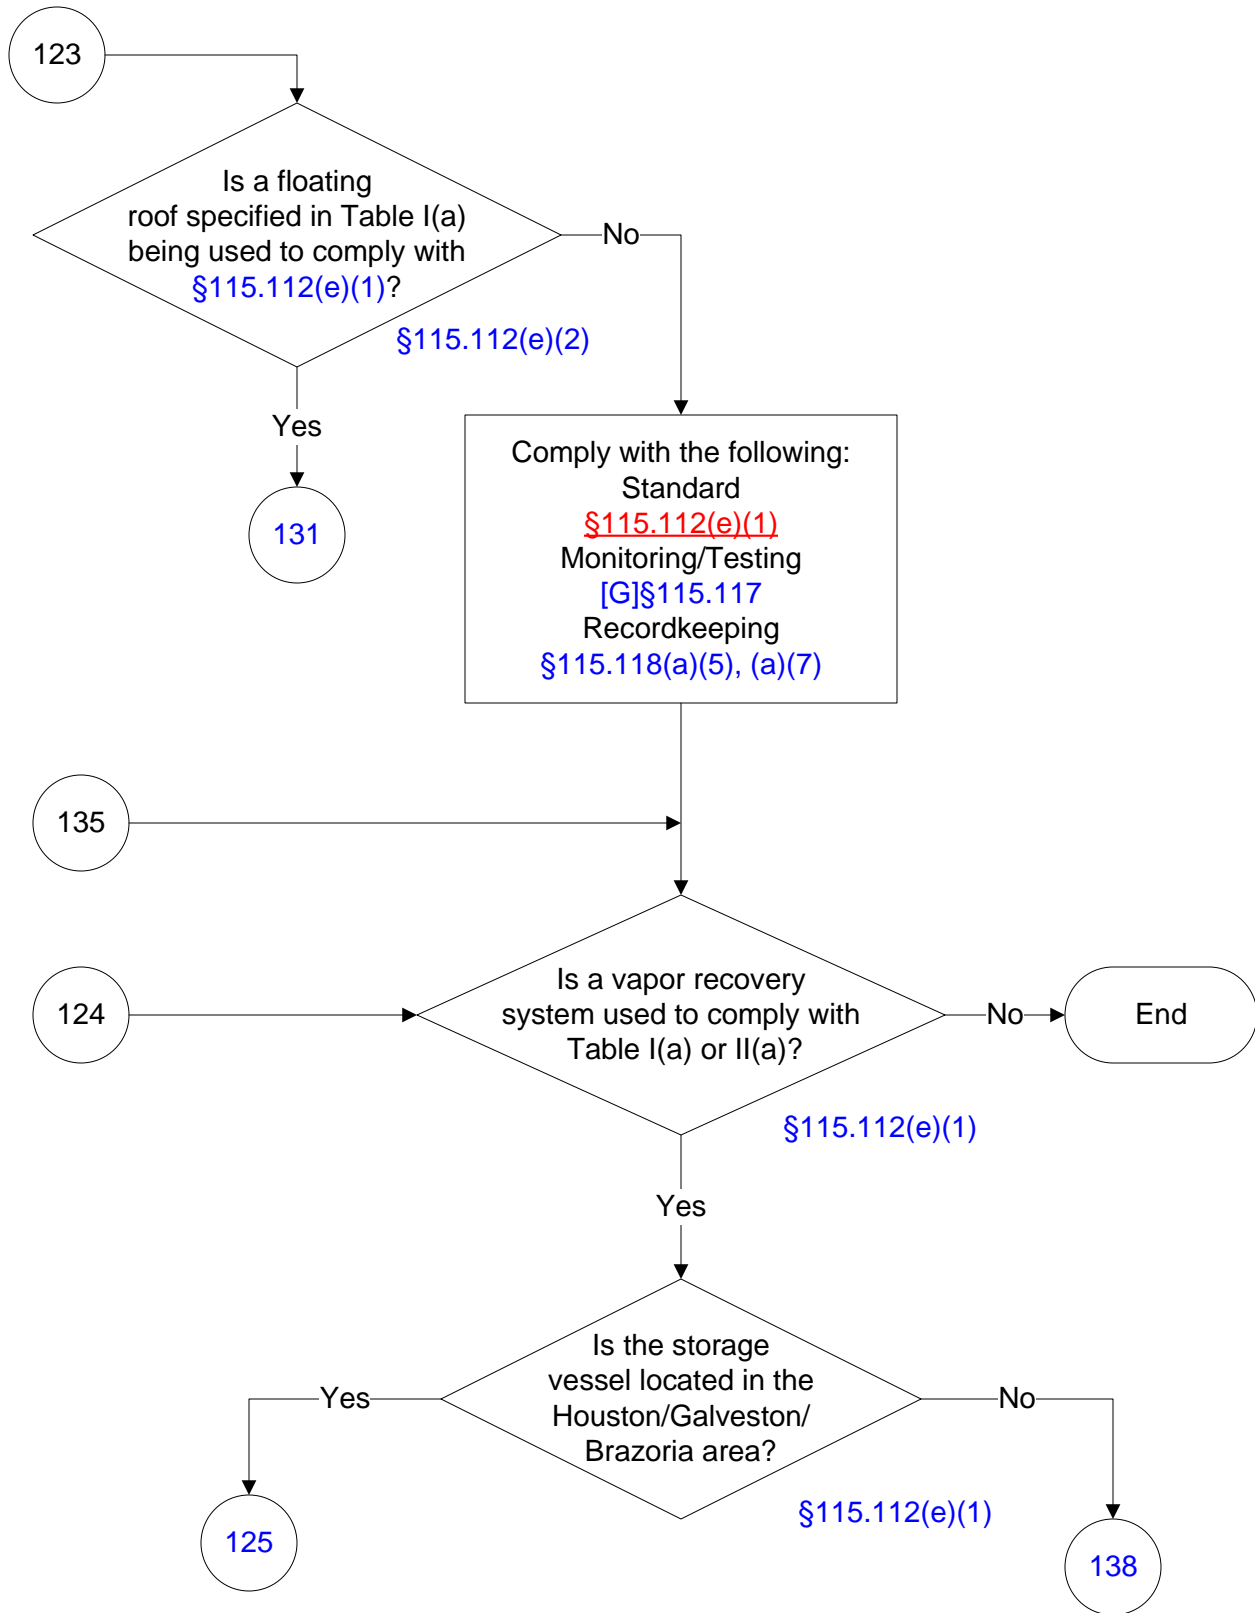 123
Is a floating
roof specified in Table I(a)
being used to comply with
§115.112(e)(1)?
No
§115.112(e)(2)
Yes
131
Comply with the following:
Standard
§115.112(e)(1)
Monitoring/Testing
[G]§115.117
Recordkeeping
§115.118(a)(5), (a)(7)
135
124
Is a vapor recovery
system used to comply with
Table I(a) or II(a)?
No
End
§115.112(e)(1)
Yes
Is the storage
vessel located in the
Houston/Galveston/
Brazoria area?
Yes
No
§115.112(e)(1)
125
138